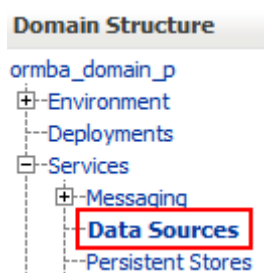 Domain Structure
ormba_domain_p
Environment
Deployments
Services
Messaging
Data Sources
Persistent Stores